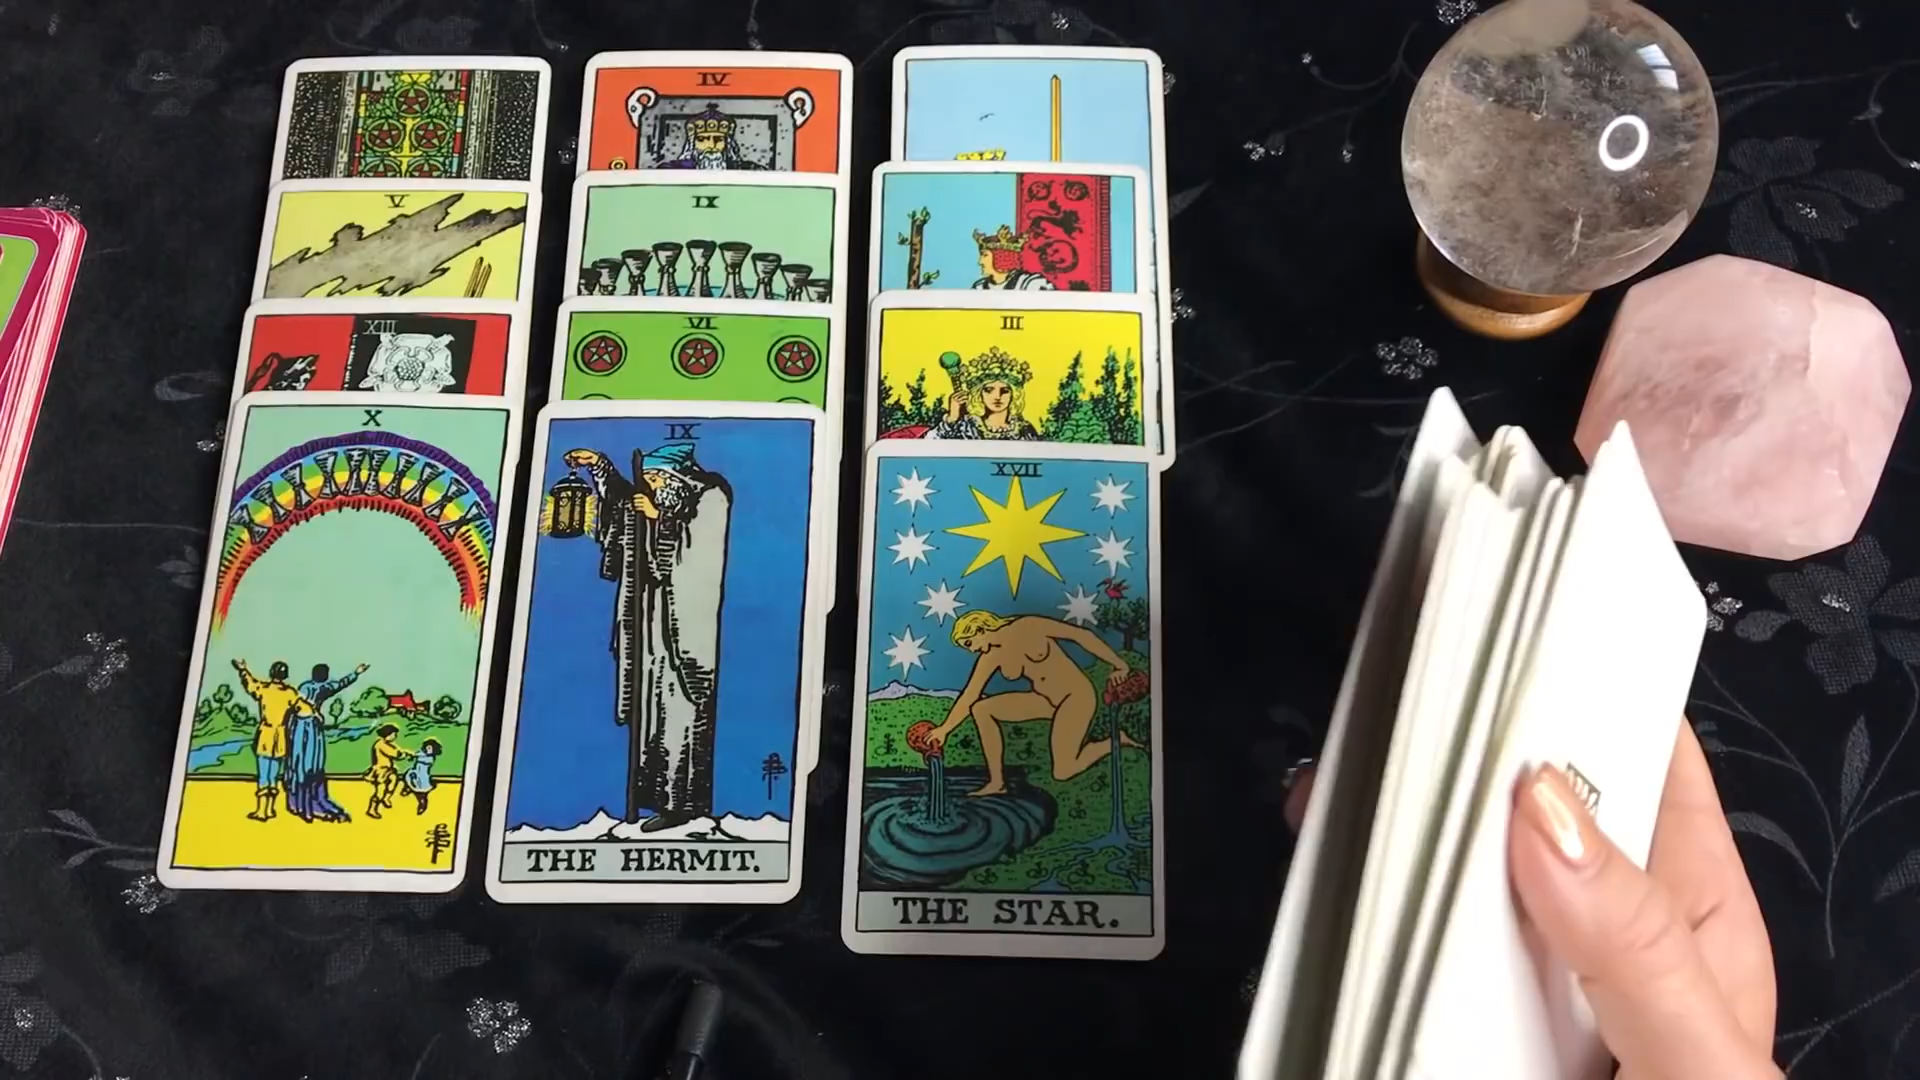 IV
V
IX
XIII
VI
III
X
IX
XVII
THE HERMIT.
THE STAR.